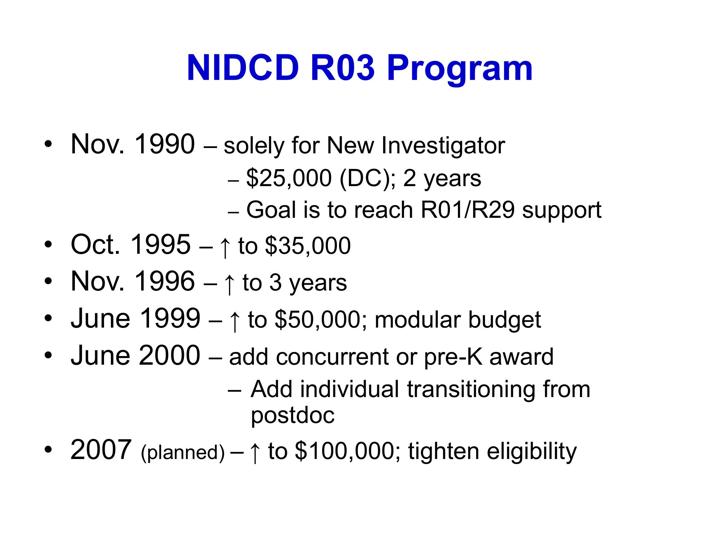 NIDCD R03 Program
• Nov. 1990 – solely for New Investigator
– $25,000 (DC); 2 years
– Goal is to reach R01/R29 support
• Oct. 1995 – ↑ to $35,000
• Nov. 1996 – ↑ to 3 years
• June 1999 – ↑ to $50,000; modular budget
• June 2000 – add concurrent or pre-K award
– Add individual transitioning from
postdoc
• 2007 (planned) – ↑ to $100,000; tighten eligibility